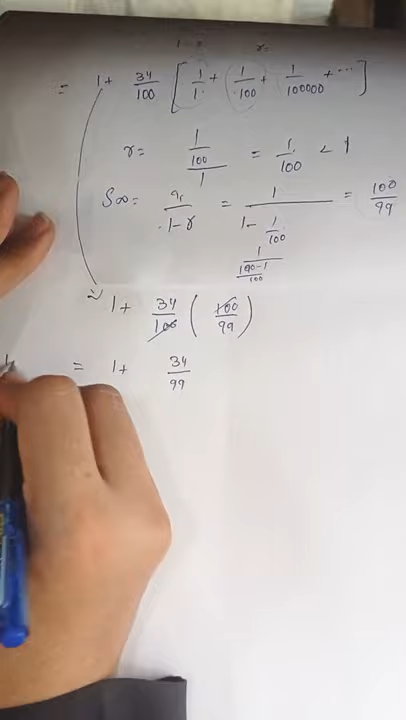 = 1 + 34/100 [ 1/1 + 1/100 + 1/100000 + ... ]
r = (1/100)/1 = 1/100 < 1
S∞ = a/(1-r) = 1/(1 - 1/100) = 100/99
1/((100-1)/100)
≈ 1 + 34/100 ( 100/99 )
= 1 + 34/99